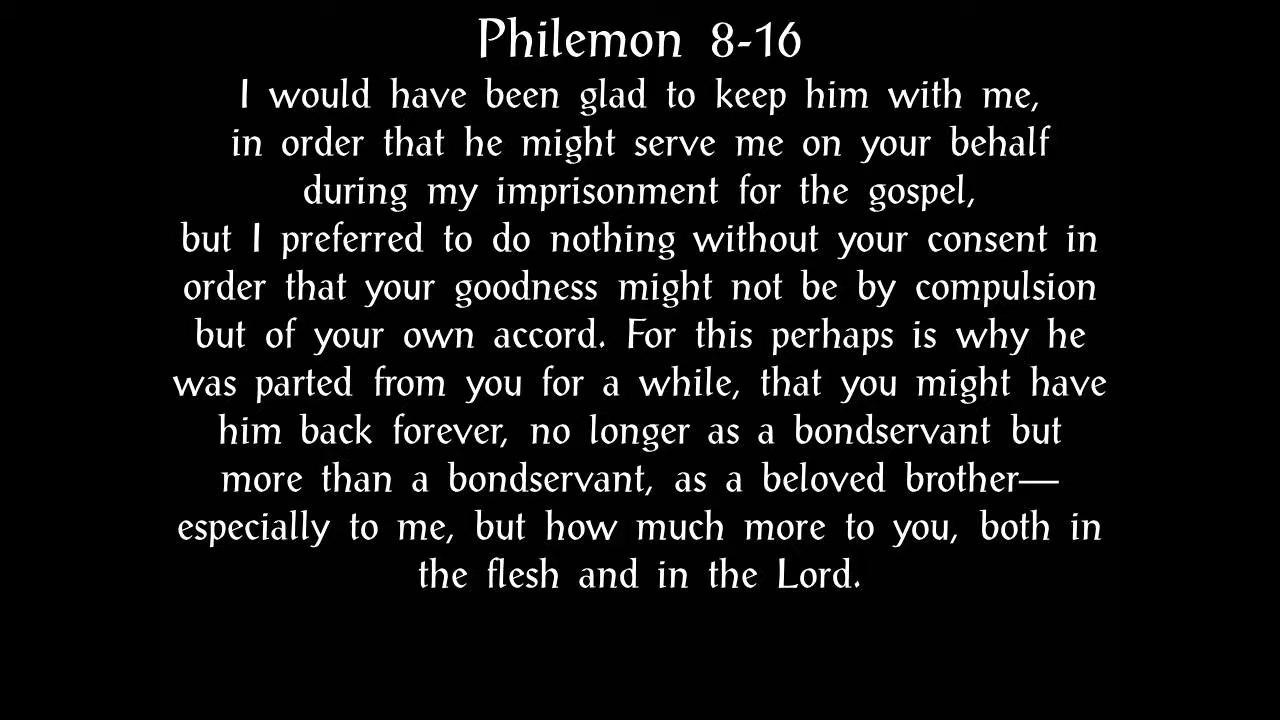 Philemon 8-16
I would have been glad to keep him with me,
in order that he might serve me on your behalf
during my imprisonment for the gospel,
but I preferred to do nothing without your consent in
order that your goodness might not be by compulsion
but of your own accord. For this perhaps is why he
was parted from you for a while, that you might have
him back forever, no longer as a bondservant but
more than a bondservant, as a beloved brother—
especially to me, but how much more to you, both in
the flesh and in the Lord.